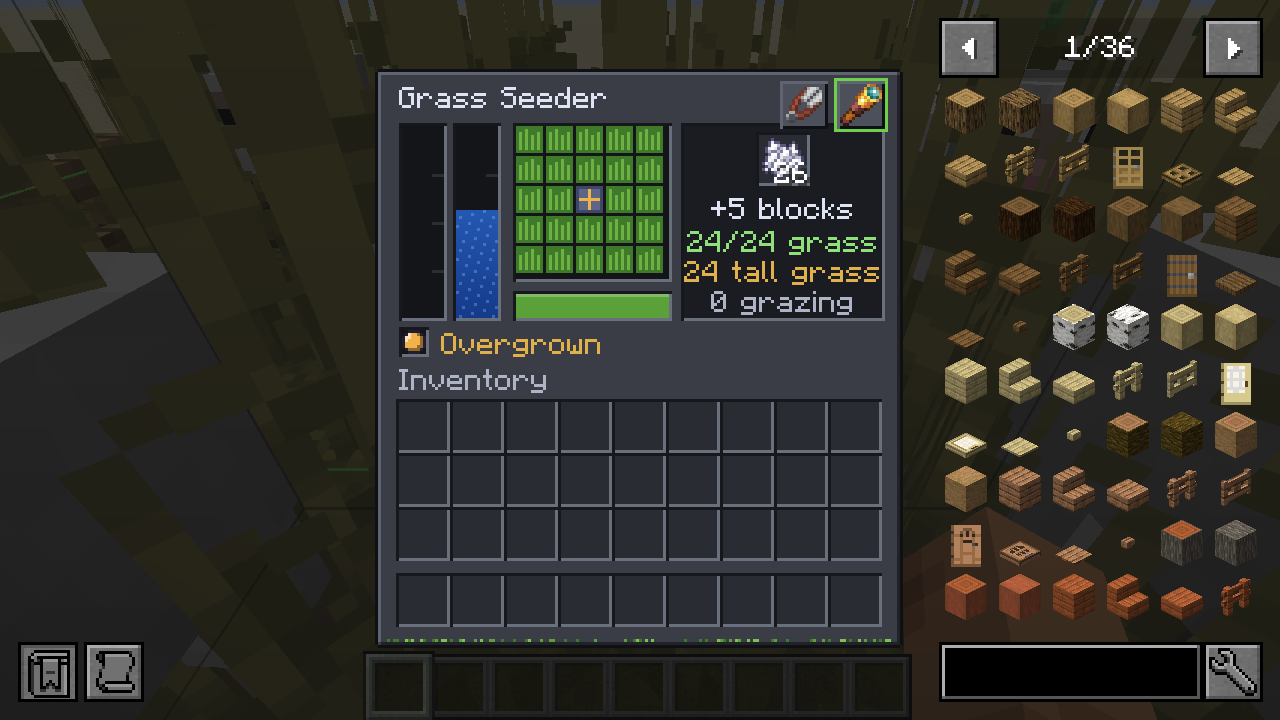 1/36
Grass Seeder
26
+5 blocks
24/24 grass
24 tall grass
0 grazing
Overgrown
Inventory